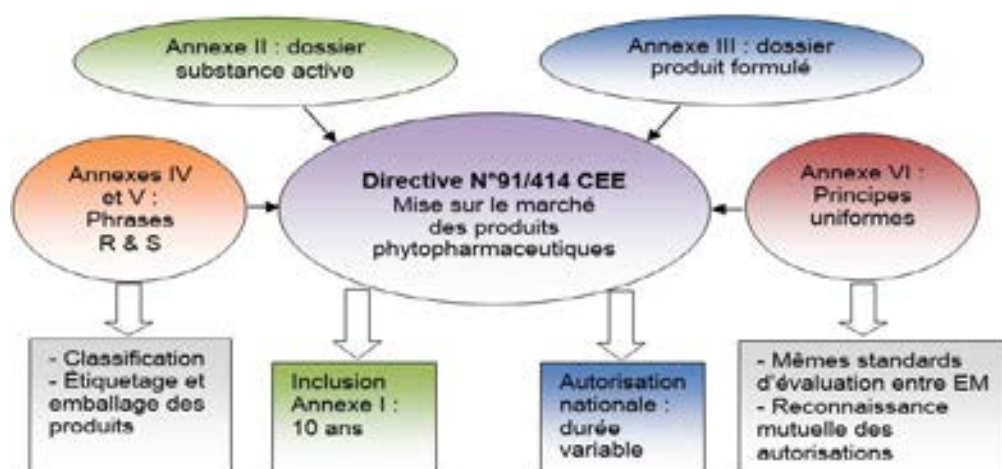 Annexe II : dossier
substance active
Annexe III : dossier
produit formulé
Annexes IV
et V :
Phrases
R & S
Directive N°91/414 CEE
Mise sur le marché
des produits
phytopharmaceutiques
Annexe VI :
Principes
uniformes
- Classification
- Étiquetage et
emballage des
produits
Inclusion
Annexe I :
10 ans
Autorisation
nationale :
durée
variable
- Mêmes standards
d'évaluation entre EM
- Reconnaissance
mutuelle des
autorisations